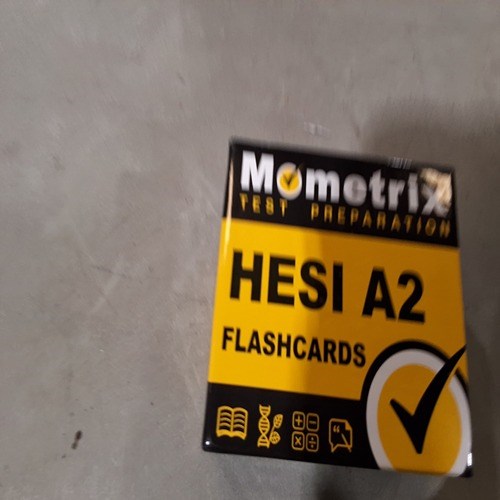 Mometrix
TEST PREPARATION
HESI A2
FLASHCARDS